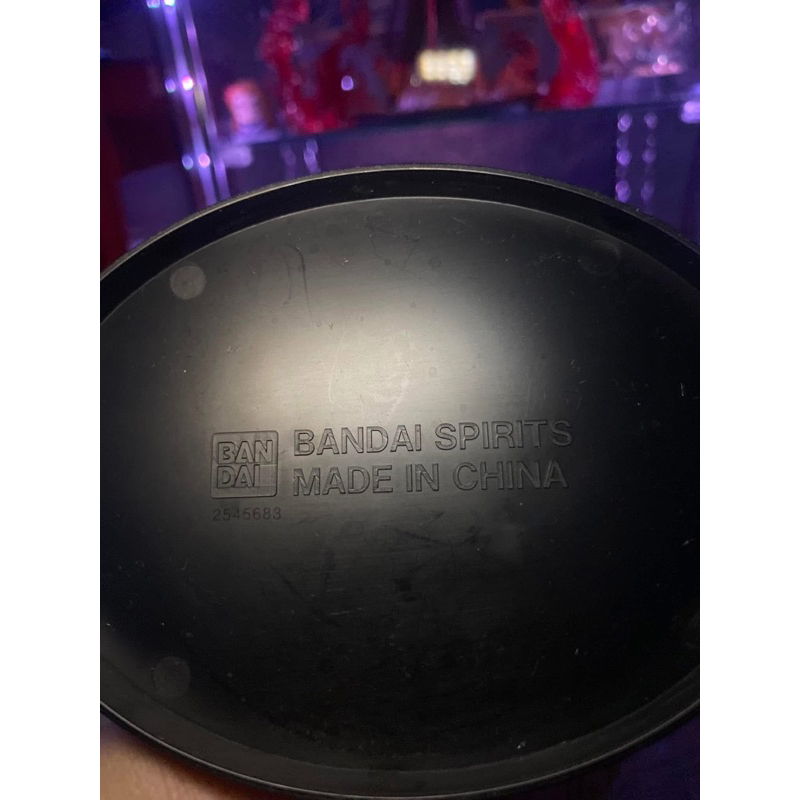 BAN
DAI
BANDAI SPIRITS
MADE IN CHINA
2545683